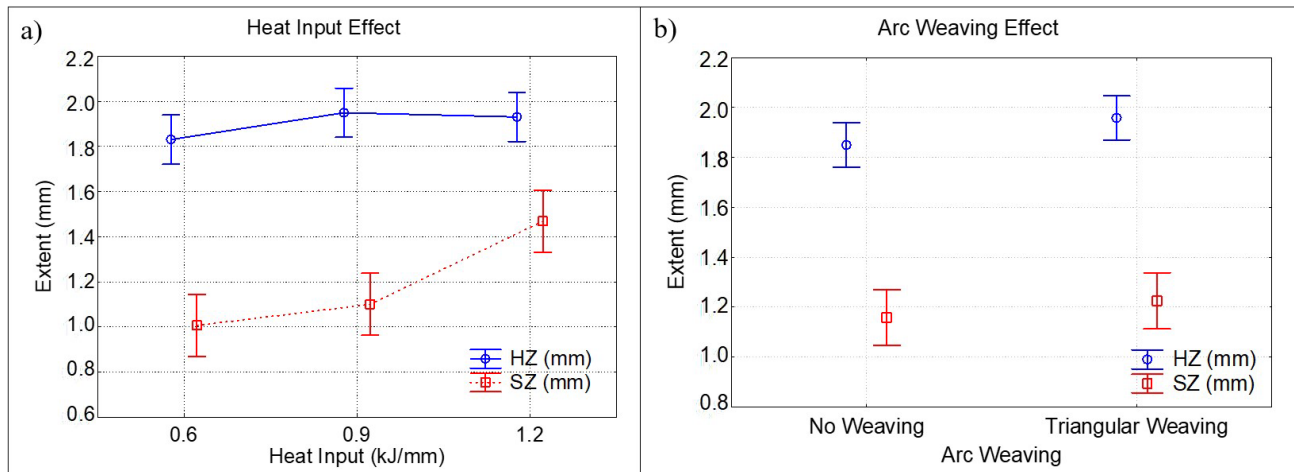 a)
Heat Input Effect
2.2
2.0
1.8
1.6
1.4
1.2
1.0
0.8
0.6
Extent (mm)
HZ (mm)
SZ (mm)
0.6 0.9 1.2
Heat Input (kJ/mm)
b)
Arc Weaving Effect
2.2
2.0
1.8
1.6
1.4
1.2
1.0
0.8
Extent (mm)
HZ (mm)
SZ (mm)
No Weaving Triangular Weaving
Arc Weaving